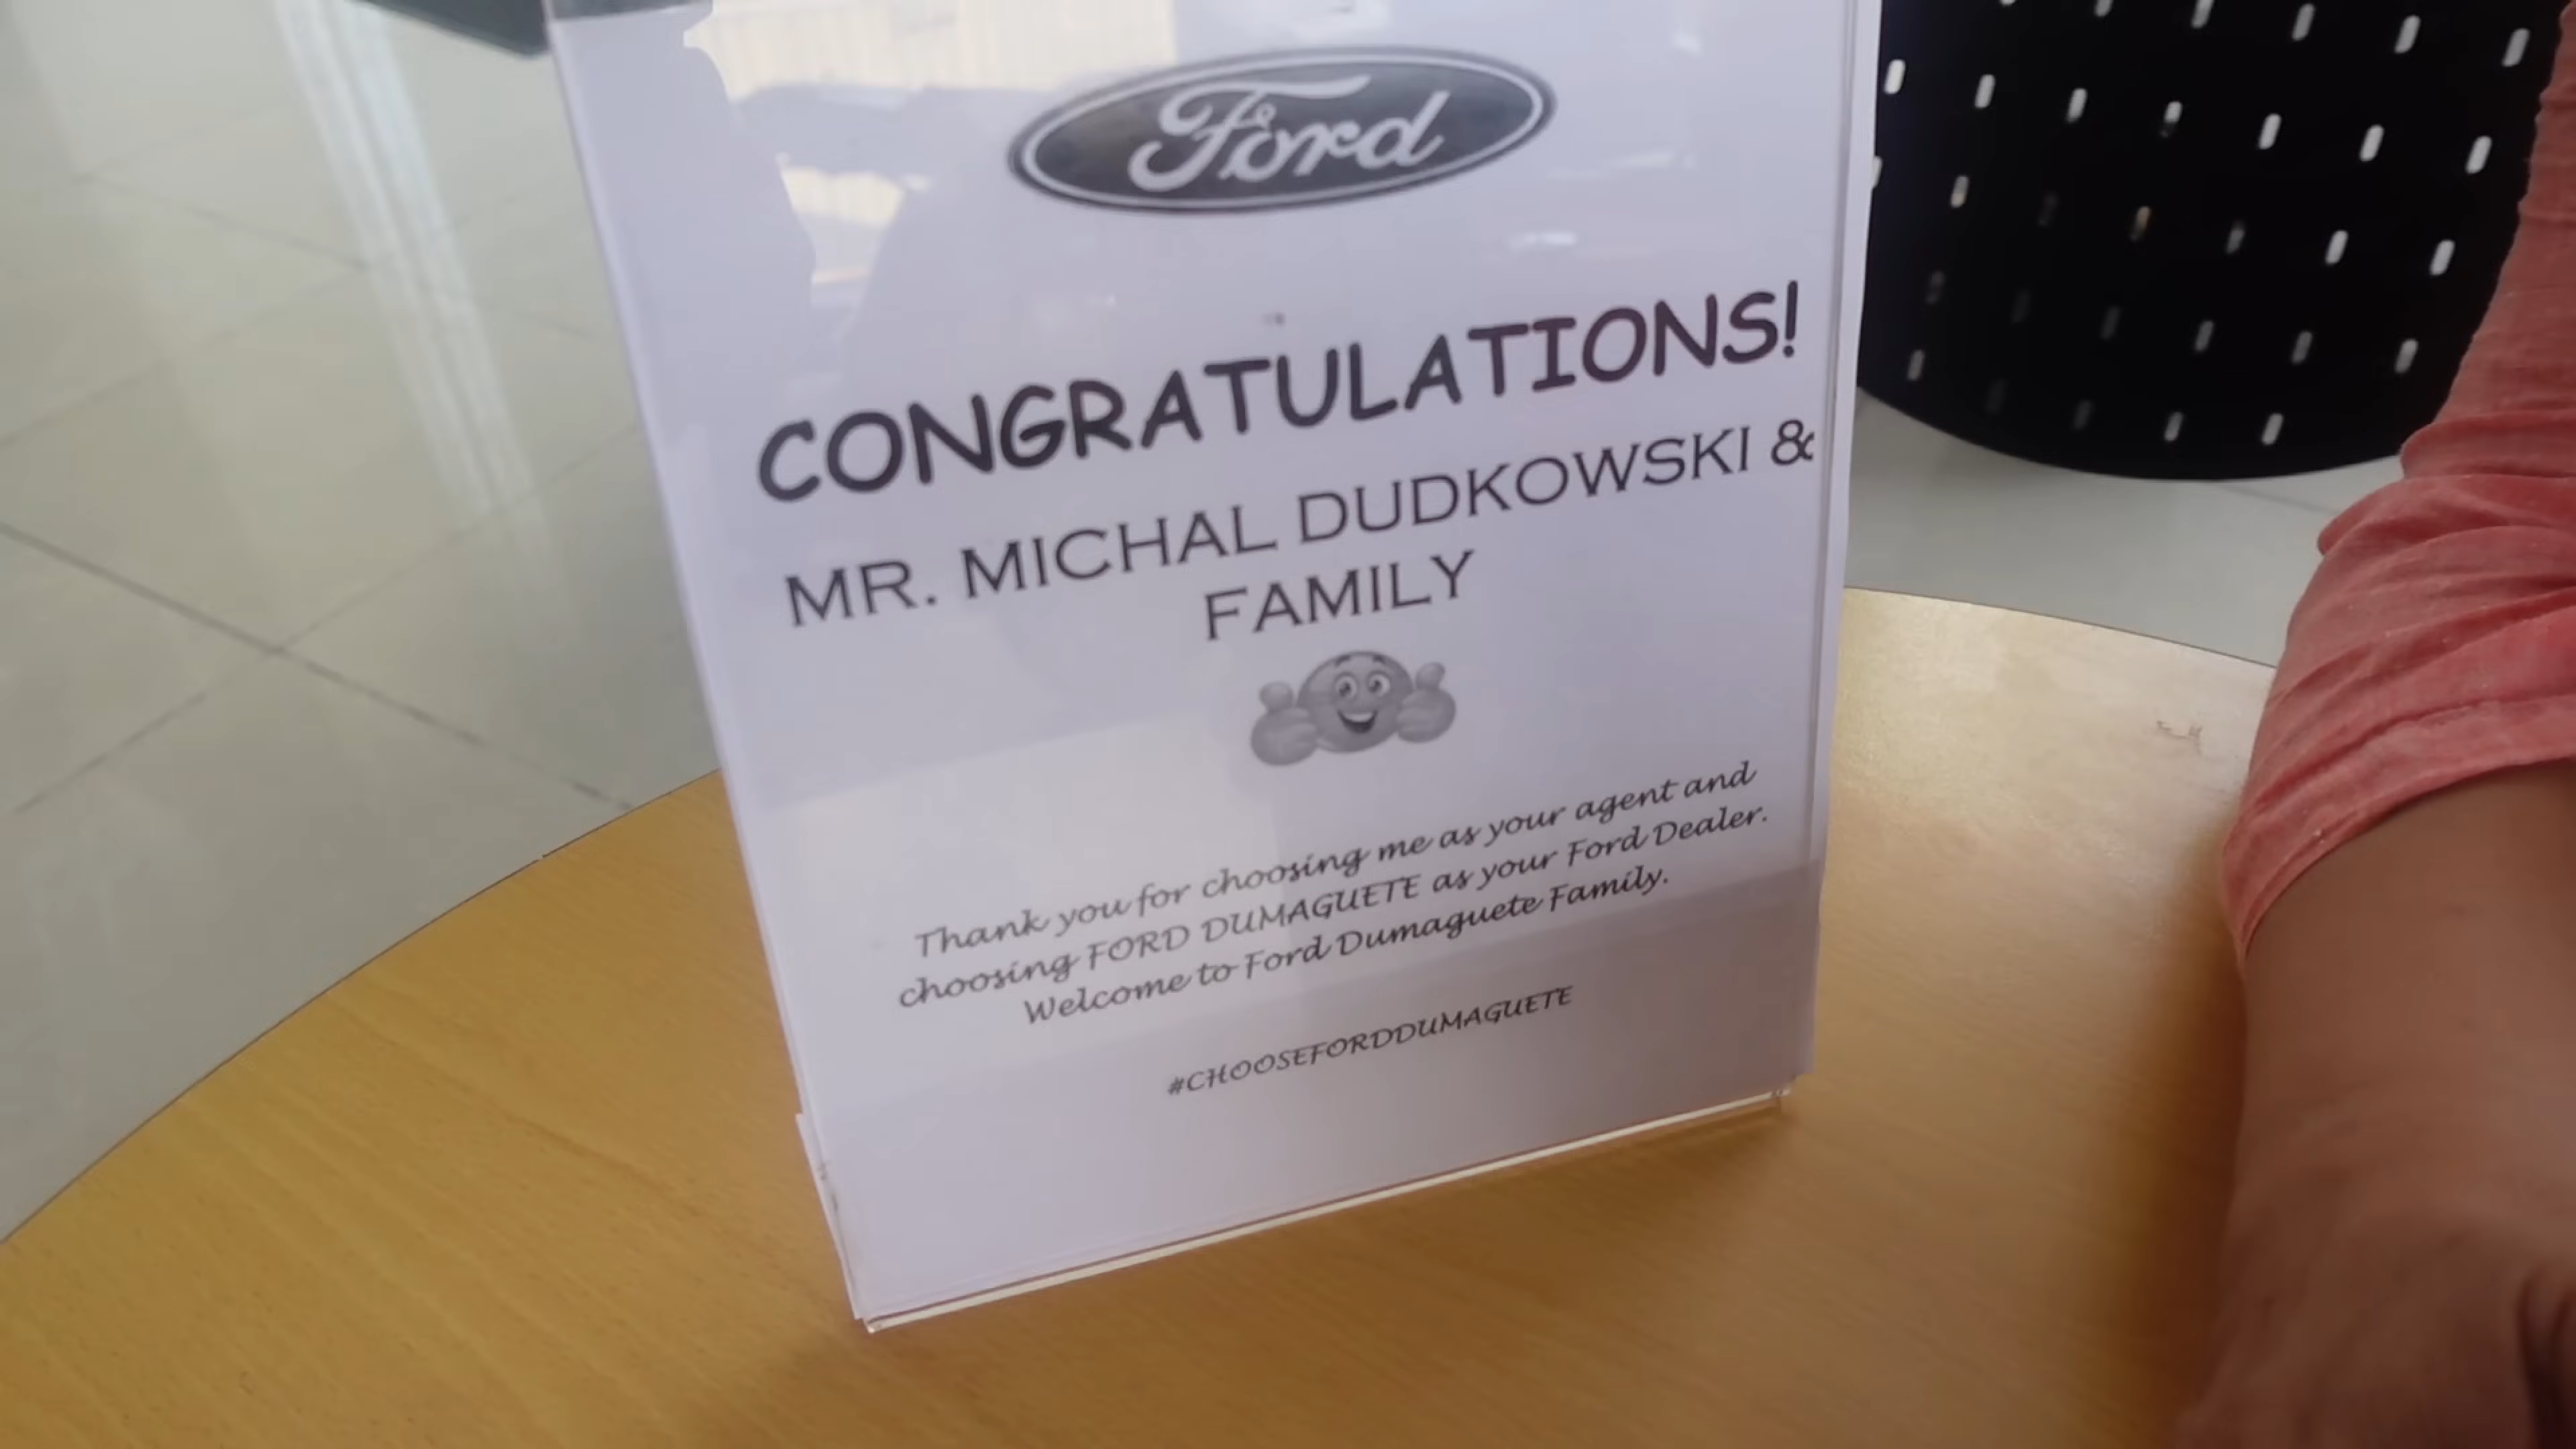 Ford
CONGRATULATIONS!
MR. MICHAL DUDKOWSKI &
FAMILY
Thank you for choosing me as your agent and
choosing FORD DUMAGUETE as your Ford Dealer.
Welcome to Ford Dumaguete Family.
#CHOOSEFORDDUMAGUETE